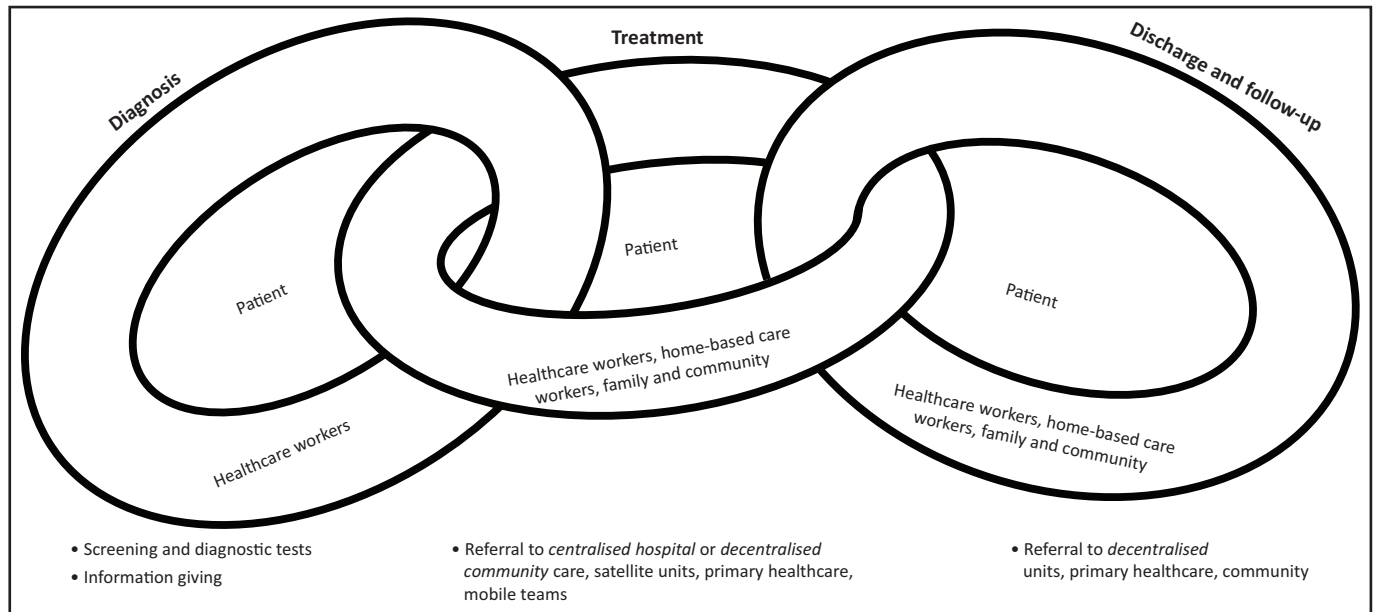 Diagnosis
Treatment
Discharge and follow-up
Patient
Patient
Patient
Healthcare workers
Healthcare workers, home-based care
workers, family and community
Healthcare workers, home-based care
workers, family and community
• Screening and diagnostic tests
• Information giving
• Referral to centralised hospital or decentralised
community care, satellite units, primary healthcare,
mobile teams
• Referral to decentralised
units, primary healthcare, community